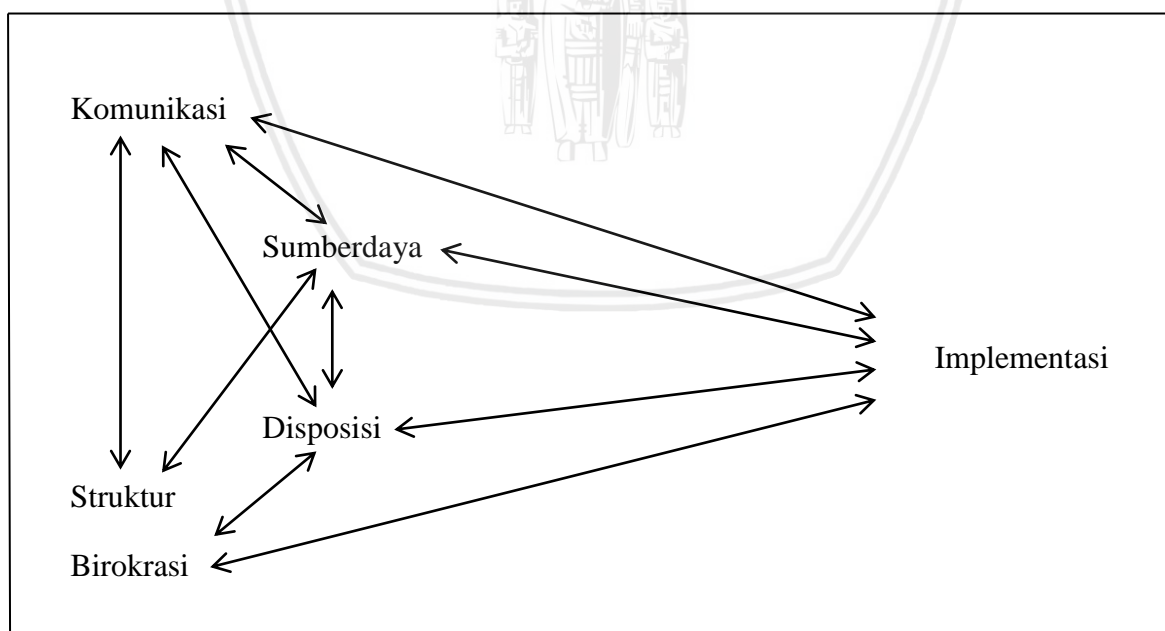 Komunikasi
Sumberdaya
Implementasi
Disposisi
Struktur
Birokrasi